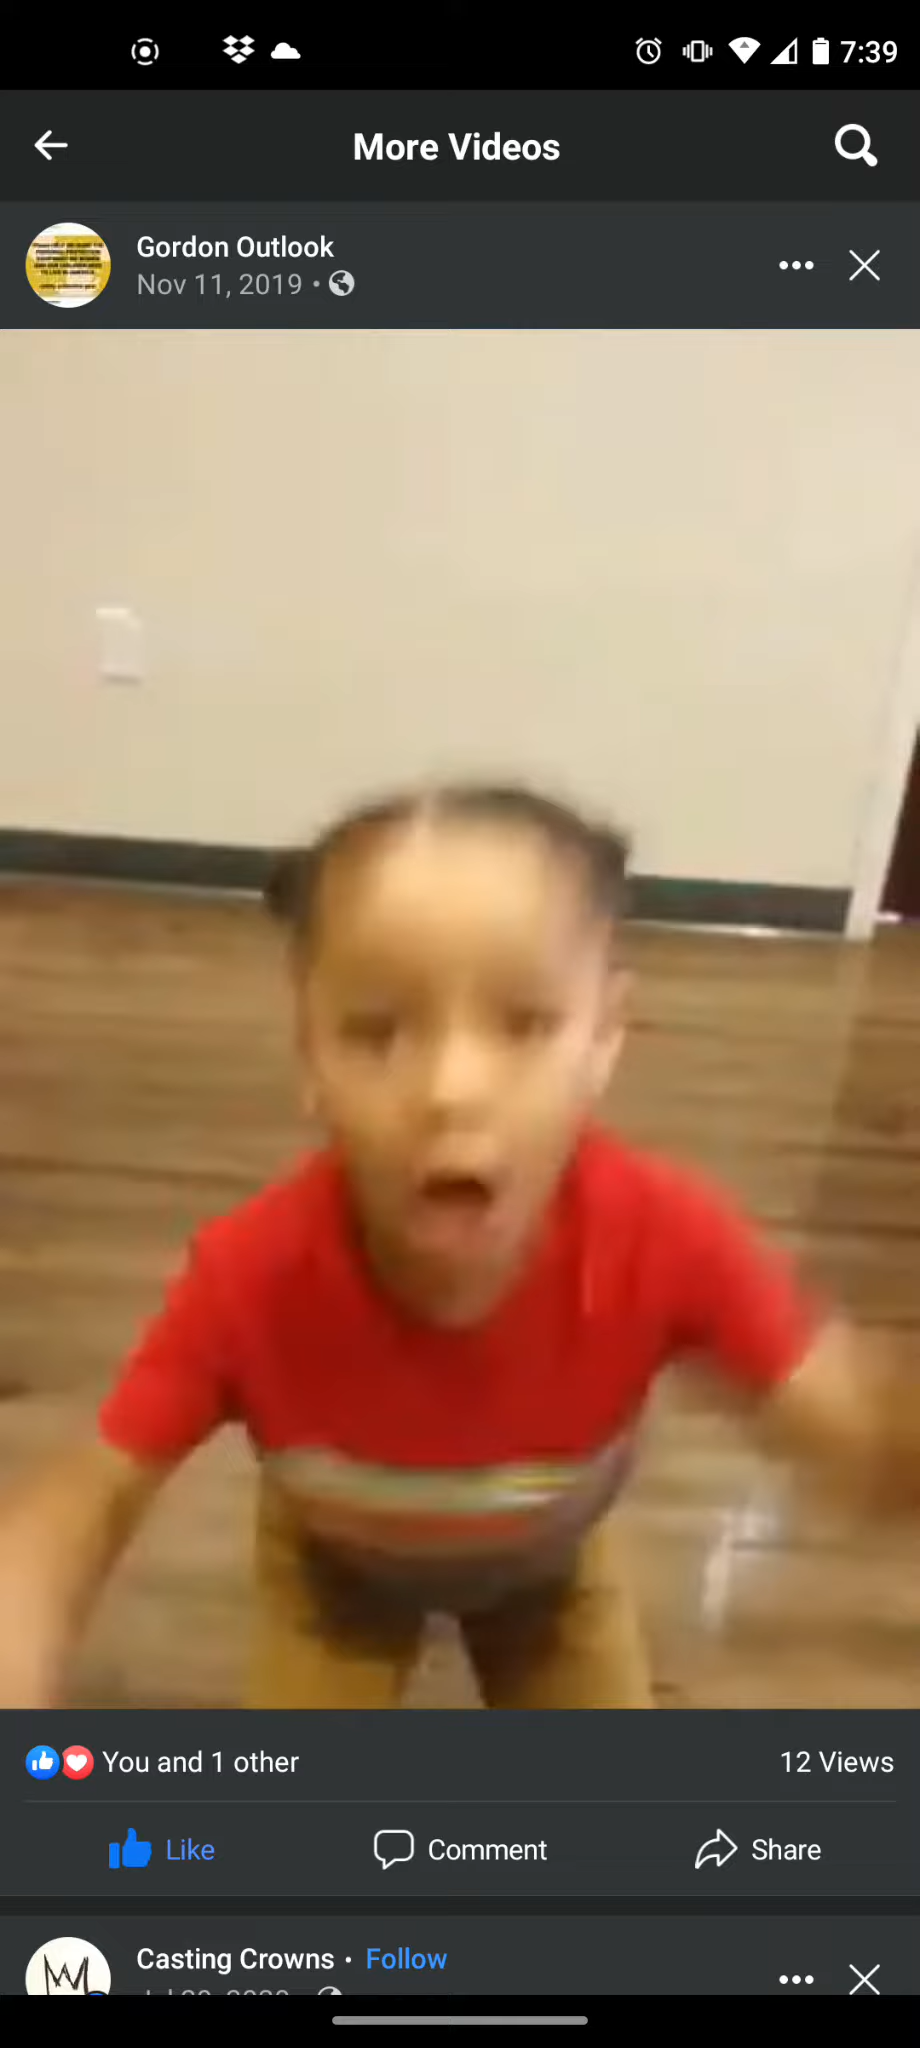 7:39
More Videos
Gordon Outlook
Nov 11, 2019 •
You and 1 other
12 Views
Like
Comment
Share
Casting Crowns • Follow